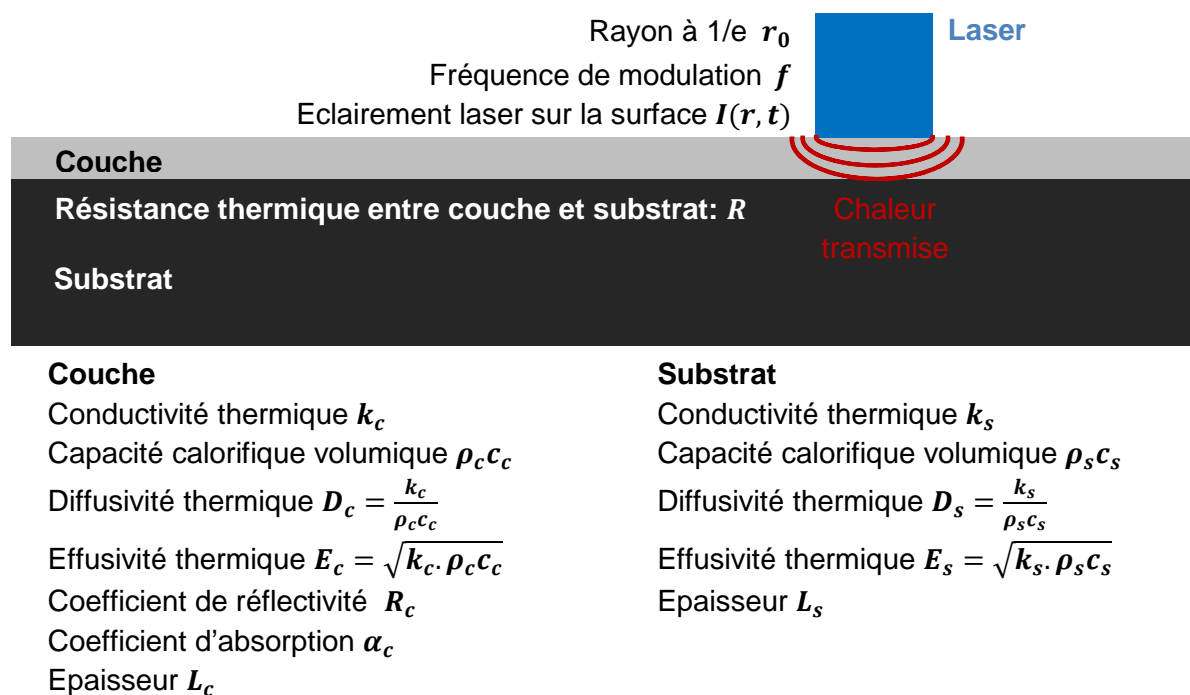 Rayon à 1/e r₀
Laser
Fréquence de modulation f
Eclairement laser sur la surface I(r, t)
Couche
Résistance thermique entre couche et substrat: R
Chaleur
transmise
Substrat
Couche
Conductivité thermique k_c
Capacité calorifique volumique ρ_c c_c
Diffusivité thermique D_c = k_c / ρ_c c_c
Effusivité thermique E_c = √(k_c. ρ_c c_c)
Coefficient de réflectivité R_c
Coefficient d'absorption α_c
Epaisseur L_c
Substrat
Conductivité thermique k_s
Capacité calorifique volumique ρ_s c_s
Diffusivité thermique D_s = k_s / ρ_s c_s
Effusivité thermique E_s = √(k_s. ρ_s c_s)
Epaisseur L_s